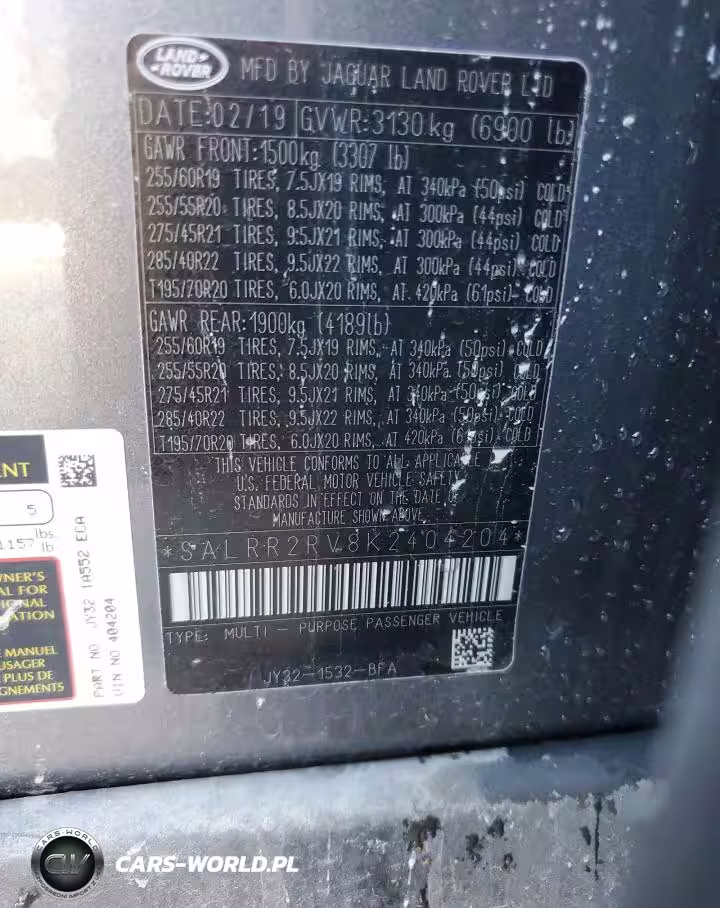 LAND ROVER
MFD BY JAGUAR LAND ROVER LTD
DATE:02/19 GVWR:3130kg (6900 lb)
GAWR FRONT:1500kg (3307 lb)
255/60R19 TIRES, 7.5JX19 RIMS, AT 340kPa (50psi) COLD
255/55R20 TIRES, 8.5JX20 RIMS, AT 300kPa (44psi) COLD
275/45R21 TIRES, 9.5JX21 RIMS, AT 300kPa (44psi) COLD
285/40R22 TIRES, 9.5JX22 RIMS, AT 300kPa (44psi) COLD
T195/70R20 TIRES, 6.0JX20 RIMS, AT 420kPa (61psi) COLD
GAWR REAR:1900kg (4189lb)
255/60R19 TIRES, 7.5JX19 RIMS, AT 340kPa (50psi) COLD
255/55R20 TIRES, 8.5JX20 RIMS, AT 340kPa (50psi) COLD
275/45R21 TIRES, 9.5JX21 RIMS, AT 340kPa (50psi) COLD
285/40R22 TIRES, 9.5JX22 RIMS, AT 340kPa (50psi) COLD
T195/70R20 TIRES, 6.0JX20 RIMS, AT 420kPa (61psi) COLD
THIS VEHICLE CONFORMS TO ALL APPLICABLE
U.S. FEDERAL MOTOR VEHICLE SAFETY
STANDARDS IN EFFECT ON THE DATE OF
MANUFACTURE SHOWN ABOVE.
*SALRR2RV8K2404204*
TYPE: MULTI - PURPOSE PASSENGER VEHICLE
JY32-1532-BFA
ENT
5
lbs.
1157 lb
WNER'S
AL FOR
IONAL
ATION
MANUEL
USAGER
PLUS DE
GNEMENTS
PART NO JY32 1A552 ECA
VIN NO 404204
CARS-WORLD
CW
CARS-WORLD.PL